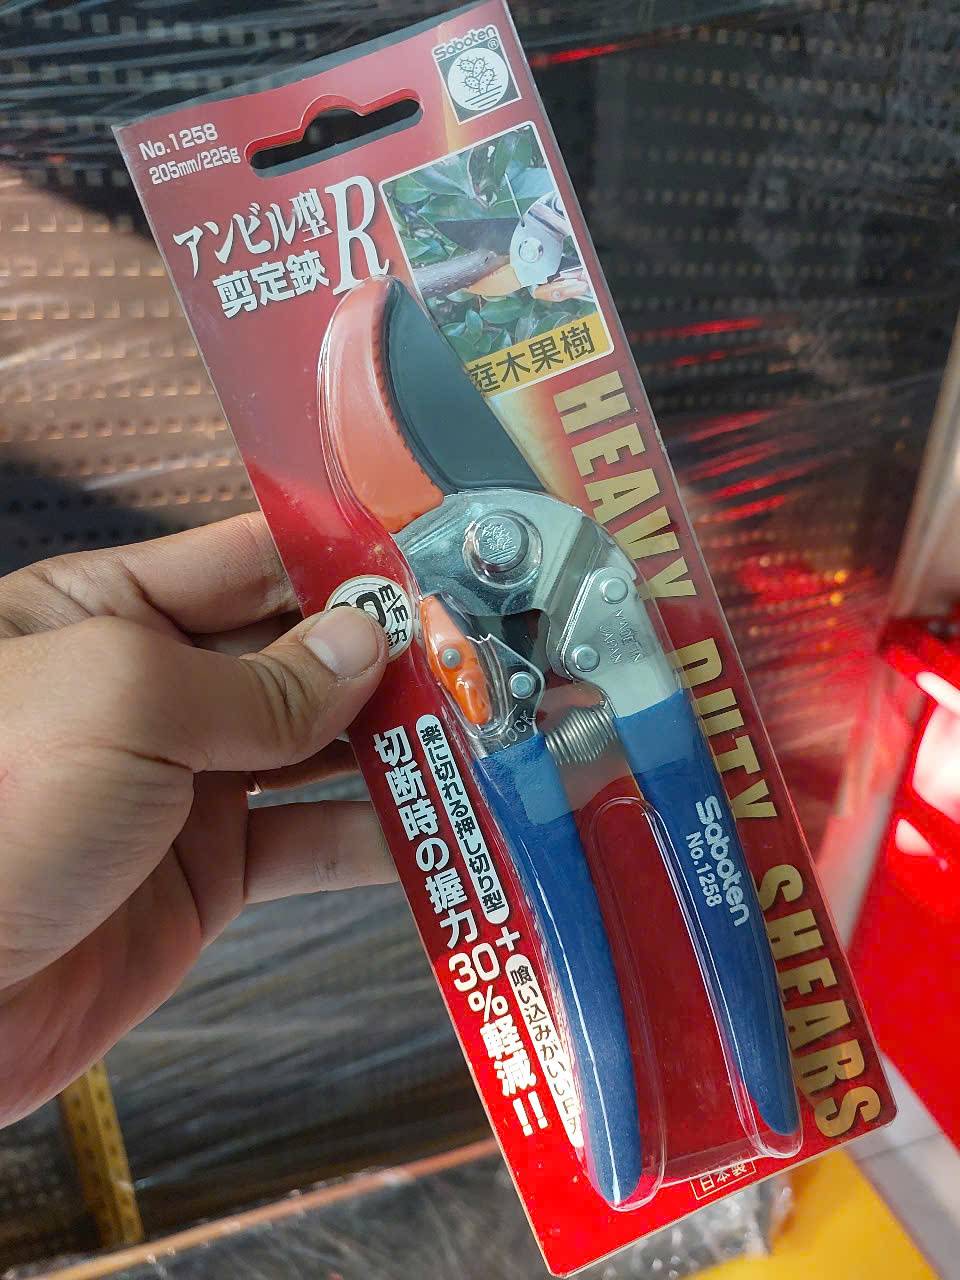 Saboten®
No.1258
205mm/225g
アンビル型R
剪定鋏
庭木果樹
HEAVY DUTY SHEARS
MADE IN
JAPAN
LOCK
楽に切れる押し切り型
+
切断時の握力30%軽減!!
Saboten
No.1258
日本製